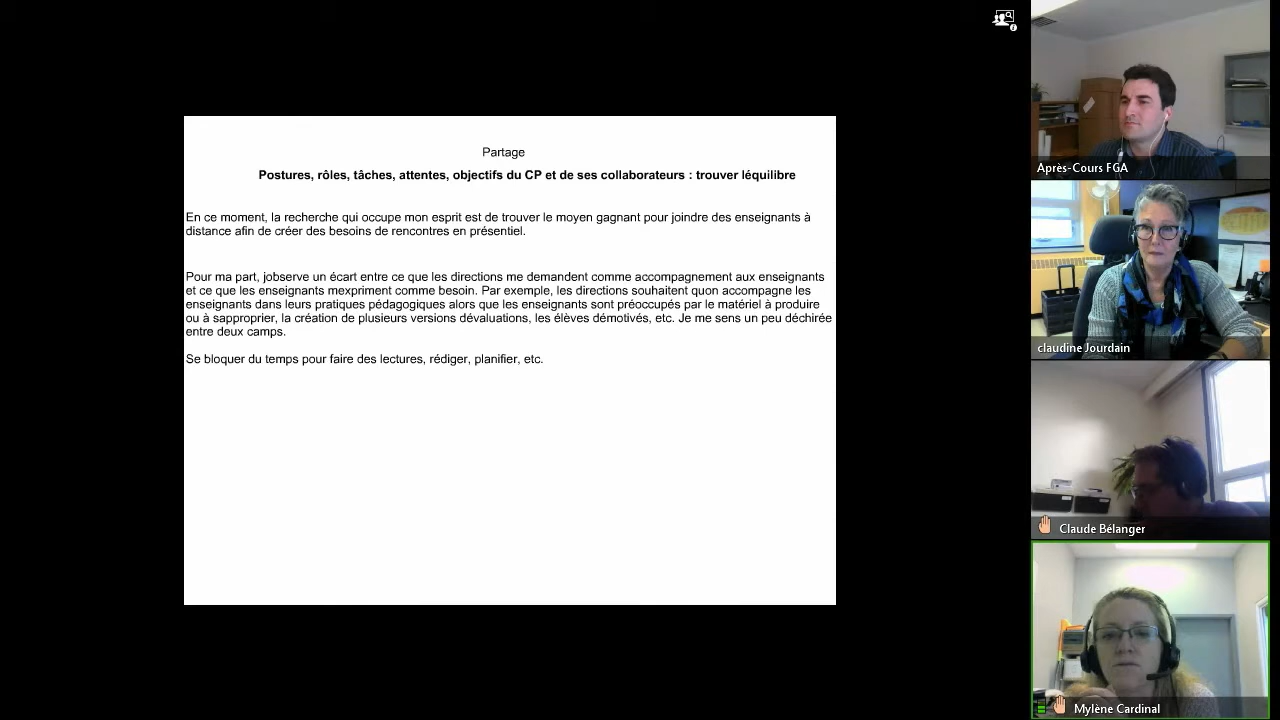 Partage
Postures, rôles, tâches, attentes, objectifs du CP et de ses collaborateurs : trouver léquilibre
En ce moment, la recherche qui occupe mon esprit est de trouver le moyen gagnant pour joindre des enseignants à
distance afin de créer des besoins de rencontres en présentiel.
Pour ma part, jobserve un écart entre ce que les directions me demandent comme accompagnement aux enseignants
et ce que les enseignants mexpriment comme besoin. Par exemple, les directions souhaitent quon accompagne les
enseignants dans leurs pratiques pédagogiques alors que les enseignants sont préoccupés par le matériel à produire
ou à sapproprier, la création de plusieurs versions dévaluations, les élèves démotivés, etc. Je me sens un peu déchirée
entre deux camps.
Se bloquer du temps pour faire des lectures, rédiger, planifier, etc.
Après-Cours FGA
claudine Jourdain
Claude Bélanger
Mylène Cardinal